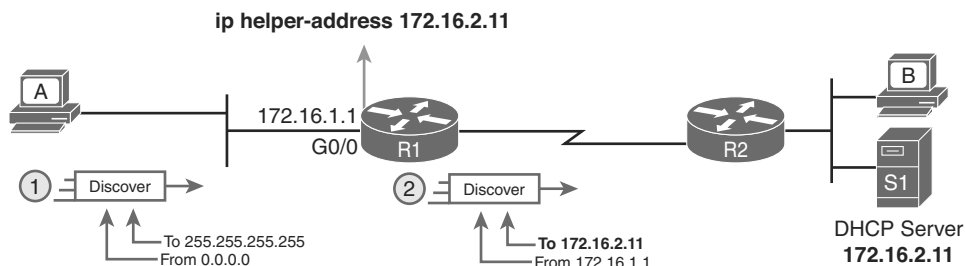 ip helper-address 172.16.2.11
A
172.16.1.1
G0/0
R1
R2
B
S1
1
Discover
To 255.255.255.255
From 0.0.0.0
2
Discover
To 172.16.2.11
From 172.16.1.1
DHCP Server
172.16.2.11